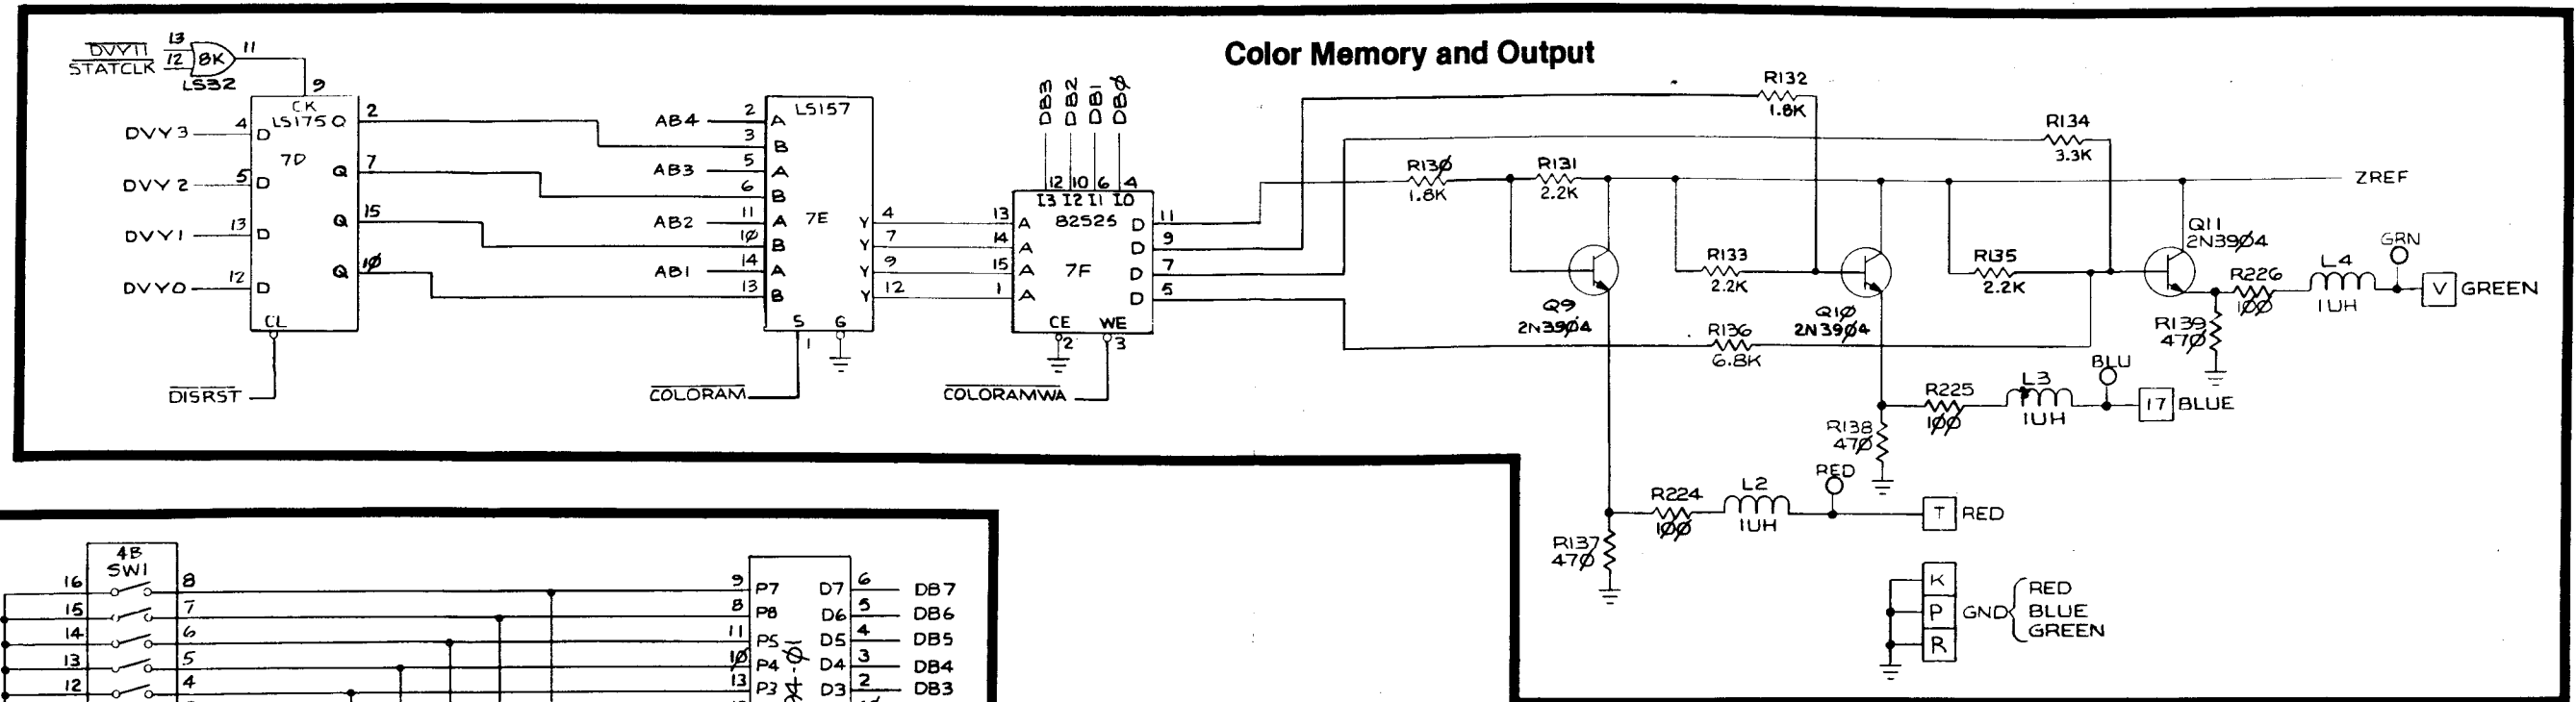 Color Memory and Output
DVY11 13
STATCLK 12 8K 11
LS32
9
CK
LS175
7D
DVY3 4 D Q 2
DVY2 5 D Q 7
DVY1 13 D Q 15
DVY0 12 D Q 1Ø
CL
DISRST
LS157
7E
AB4 2 A
3 B
AB3 5 A
6 B
AB2 11 A Y 4
1Ø B Y 7
AB1 14 A Y 9
13 B Y 12
S G
1
COLORAM
DB3 DB2 DB1 DBØ
12 10 6 4
I3 I2 I1 I0
82S25
7F
13 A D 11
14 A D 9
15 A D 7
1 A D 5
CE WE
2 3
COLORAMWA
R132
1.8K
R134
3.3K
R13Ø
1.8K
R131
2.2K
ZREF
R133
2.2K
R135
2.2K
R136
6.8K
Q9
2N39Ø4
Q1Ø
2N39Ø4
Q11
2N39Ø4
R226
1ØØ
L4
1UH
GRN
V GREEN
R139
47Ø
R225
1ØØ
L3
1UH
BLU
17 BLUE
R138
47Ø
R224
1ØØ
L2
1UH
RED
T RED
R137
47Ø
K
P
R
GND
RED
BLUE
GREEN
4B
SW1
16 8 9 P7 D7 6 DB7
15 7 8 P8 D6 5 DB6
14 6 11 P5 D5 4 DB5
13 5 1Ø P4 D4 3 DB4
12 4 13 P3 D3 2 DB3